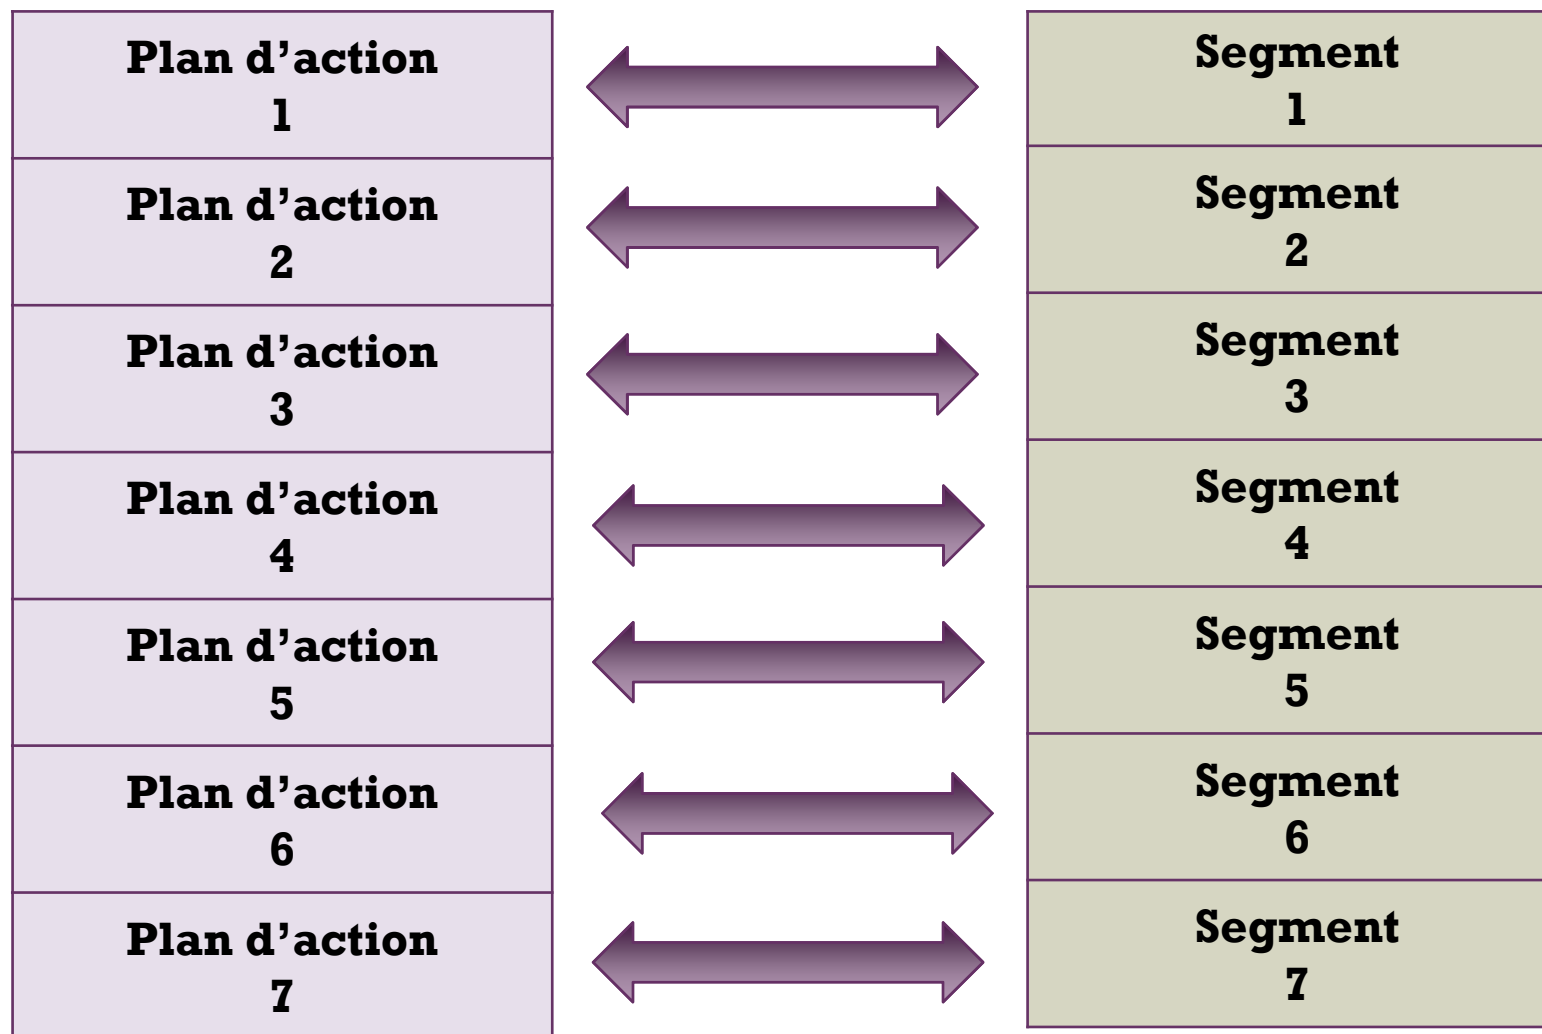 Plan d’action
1
Segment
1
Plan d’action
2
Segment
2
Plan d’action
3
Segment
3
Plan d’action
4
Segment
4
Plan d’action
5
Segment
5
Plan d’action
6
Segment
6
Plan d’action
7
Segment
7